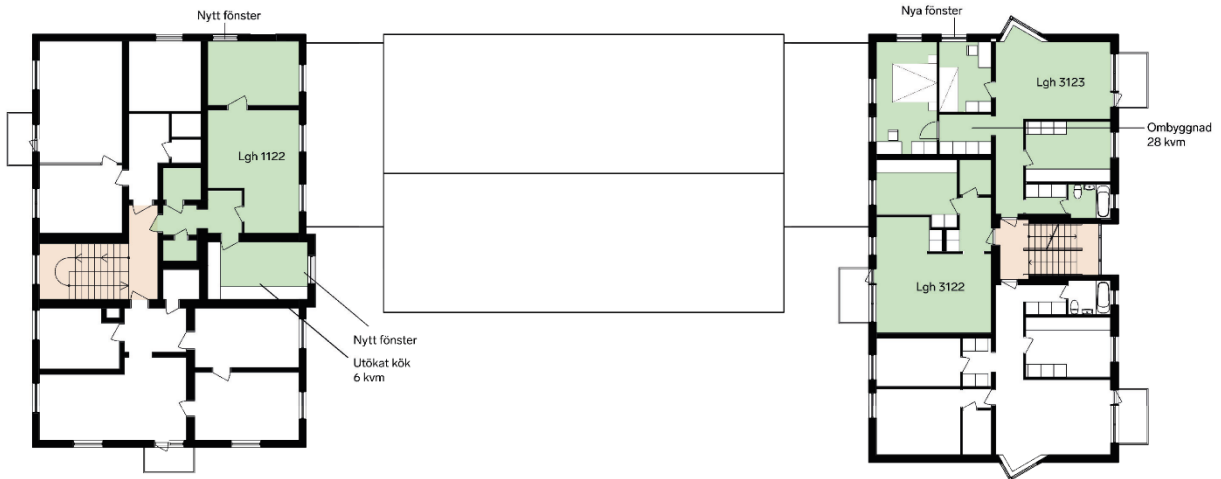 Nytt fönster
Lgh 1122
Nytt fönster
Utökat kök
6 kvm
Nya fönster
Lgh 3123
Ombyggnad
28 kvm
Lgh 3122